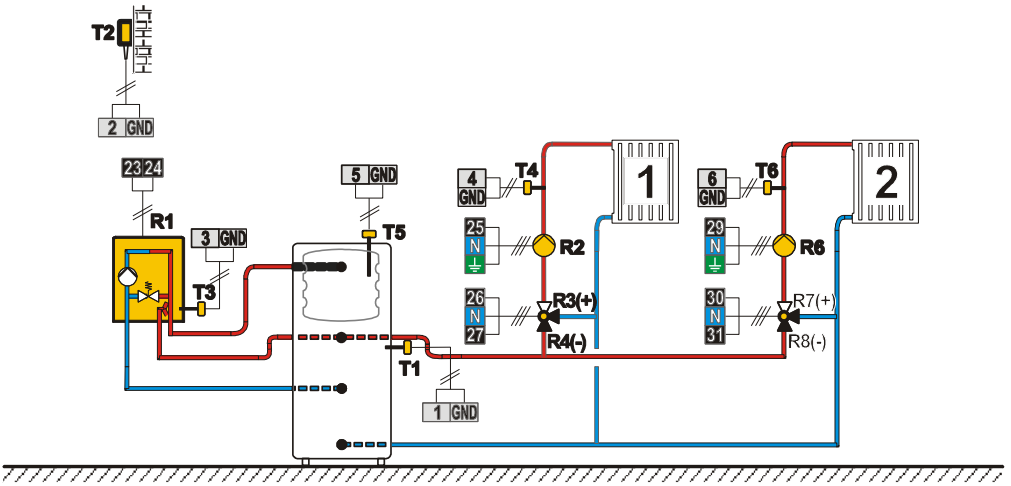 T2
2 GND
23 24
R1
3 GND
T3
5 GND
T5
T1
1 GND
4
GND
T4
1
25
N
R2
26
N
27
R3(+)
R4(-)
6
GND
T6
2
29
N
R6
30
N
31
R7(+)
R8(-)